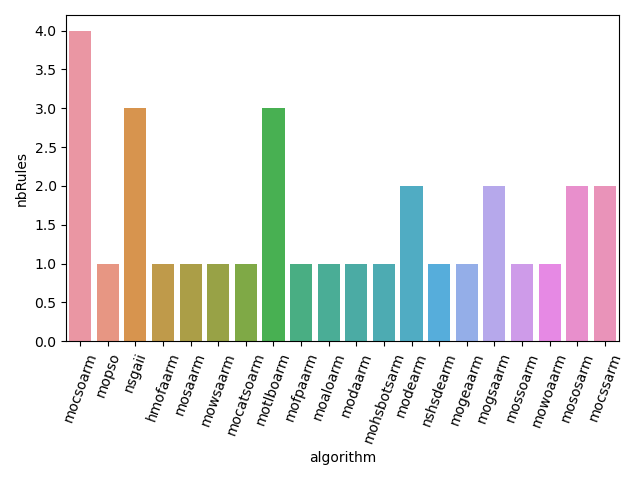 4.0
3.5
3.0
2.5
2.0
1.5
1.0
0.5
0.0
nbRules
mocsoarm
mopso
nsgaii
hmofaarm
mosaarm
mowsaarm
mocatsoarm
motlboarm
mofpaarm
moaloarm
modaarm
mohsbotsarm
modearm
nshsdearm
mogeaarm
mogsaarm
mossoarm
mowoaarm
mososarm
mocssarm
algorithm